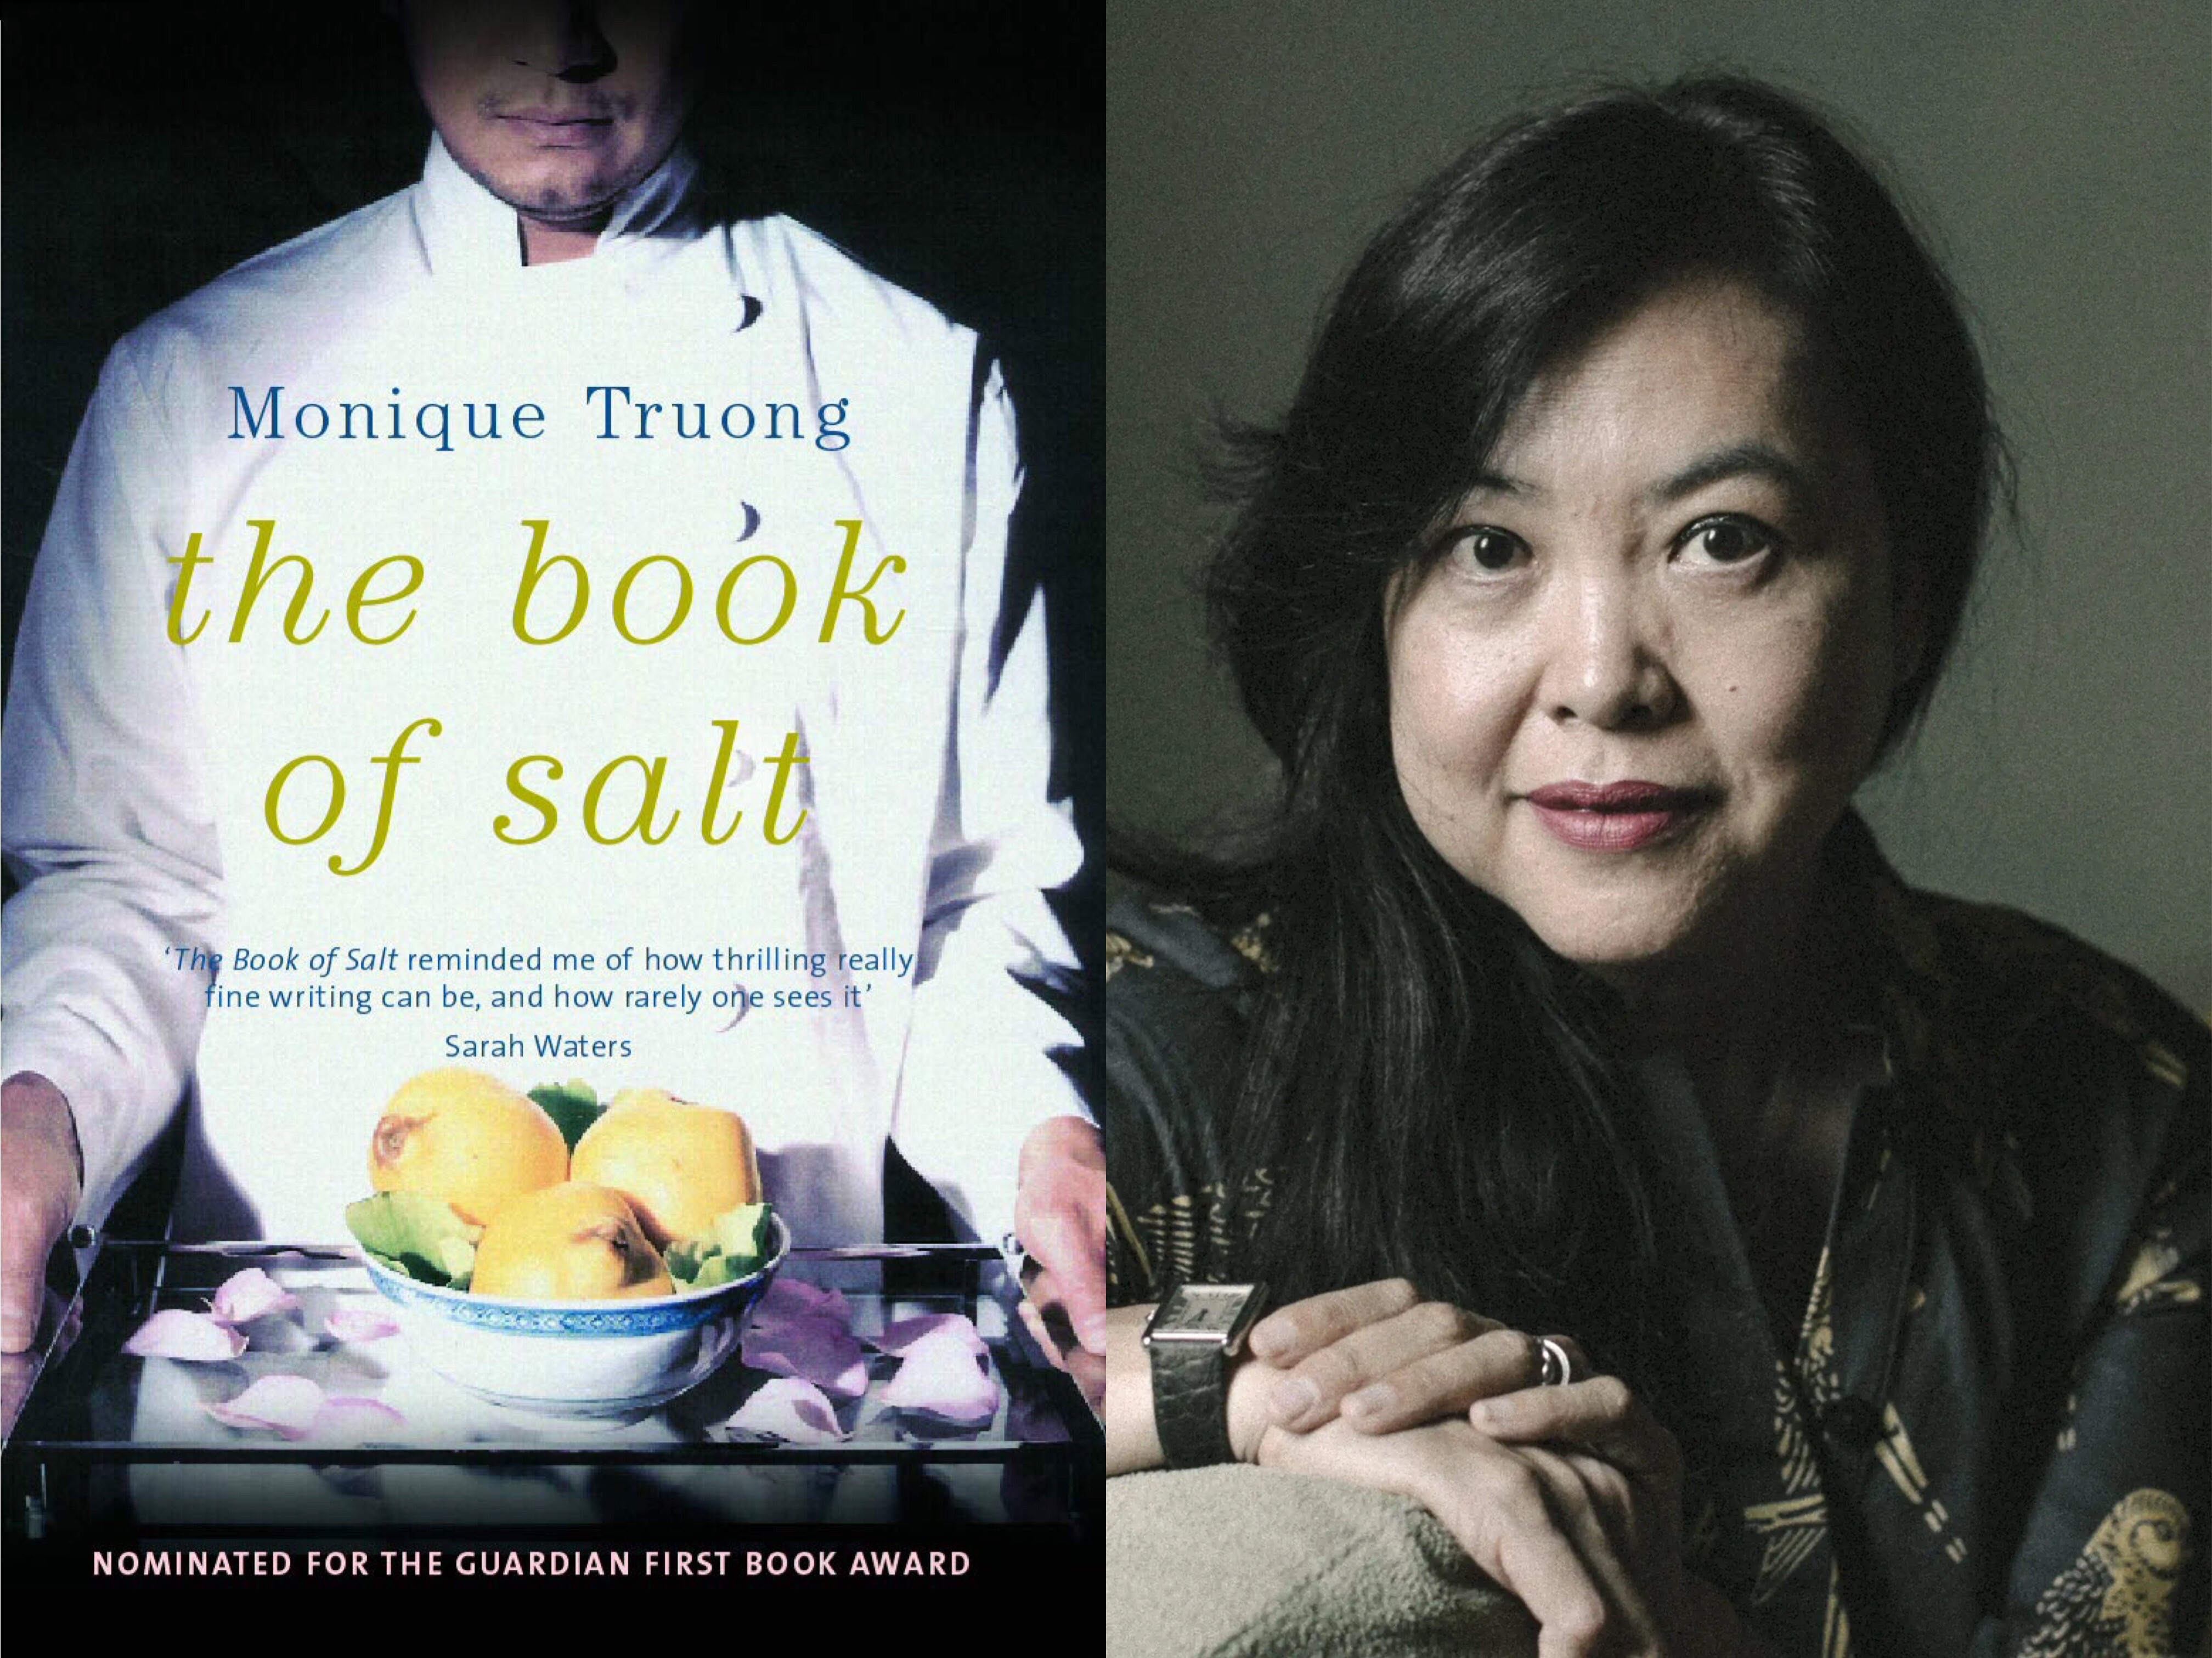 Monique Truong
the book
of salt
‘The Book of Salt reminded me of how thrilling really
fine writing can be, and how rarely one sees it’
Sarah Waters
NOMINATED FOR THE GUARDIAN FIRST BOOK AWARD